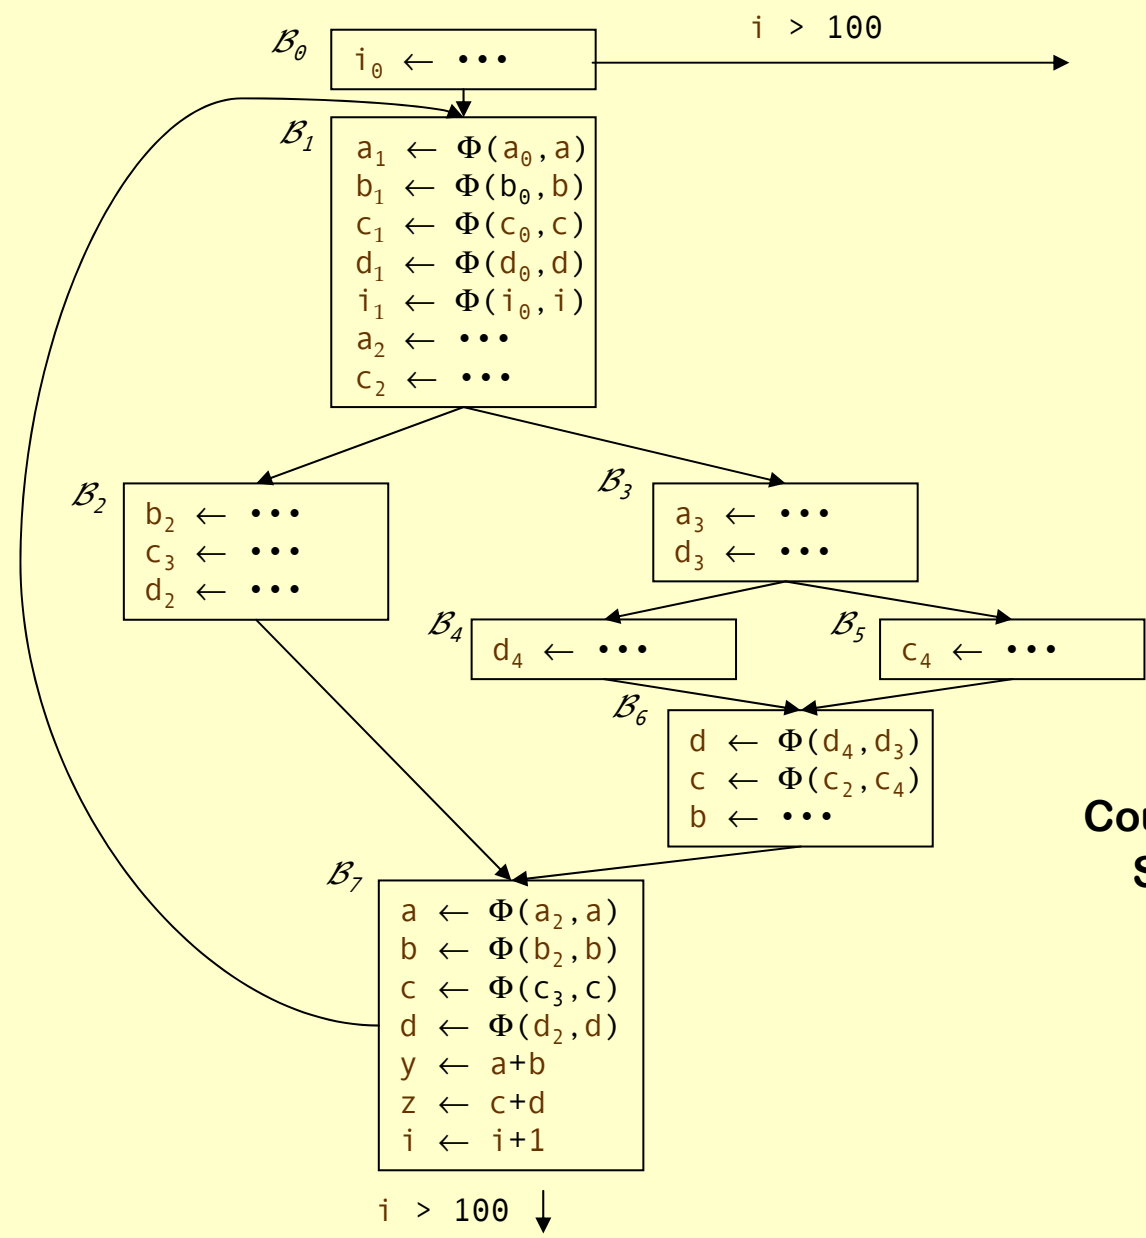 i > 100
ℬ₀
i₀ ← •••
ℬ₁
a₁ ← Φ(a₀,a)
b₁ ← Φ(b₀,b)
c₁ ← Φ(c₀,c)
d₁ ← Φ(d₀,d)
i₁ ← Φ(i₀,i)
a₂ ← •••
c₂ ← •••
ℬ₂
b₂ ← •••
c₃ ← •••
d₂ ← •••
ℬ₃
a₃ ← •••
d₃ ← •••
ℬ₄
d₄ ← •••
ℬ₅
c₄ ← •••
ℬ₆
d ← Φ(d₄,d₃)
c ← Φ(c₂,c₄)
b ← •••
ℬ₇
a ← Φ(a₂,a)
b ← Φ(b₂,b)
c ← Φ(c₃,c)
d ← Φ(d₂,d)
y ← a+b
z ← c+d
i ← i+1
i > 100